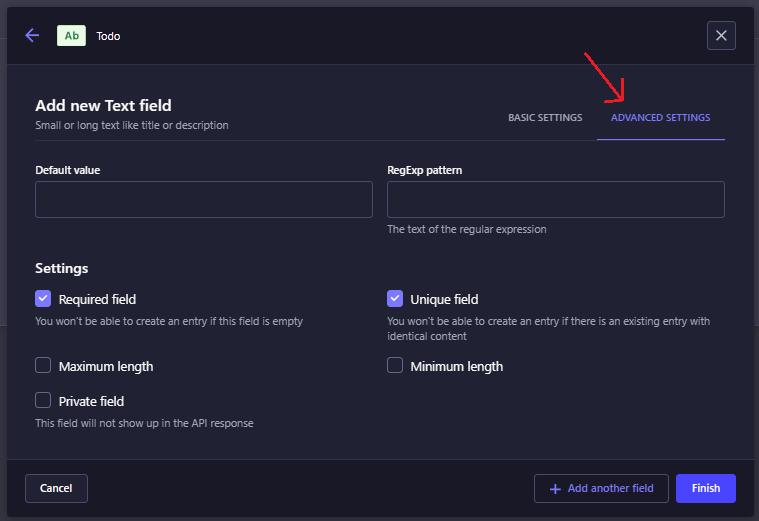 Ab Todo
Add new Text field
Small or long text like title or description
BASIC SETTINGS
ADVANCED SETTINGS
Default value
RegExp pattern
The text of the regular expression
Settings
Required field
You won't be able to create an entry if this field is empty
Unique field
You won't be able to create an entry if there is an existing entry with
identical content
Maximum length
Minimum length
Private field
This field will not show up in the API response
Cancel
Add another field
Finish